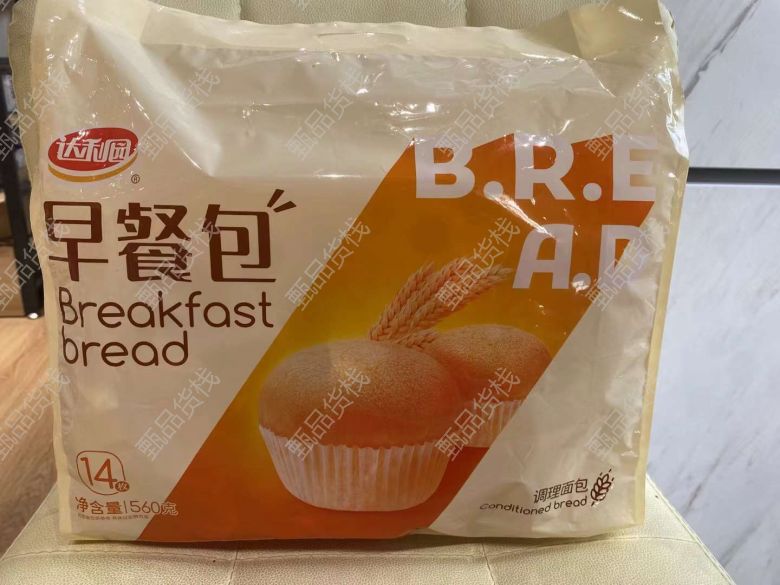 达利园
®
B.R.E
A.D
早餐包
Breakfast
bread
14枚
净含量/560克
调理面包
Conditioned bread
甄品货栈